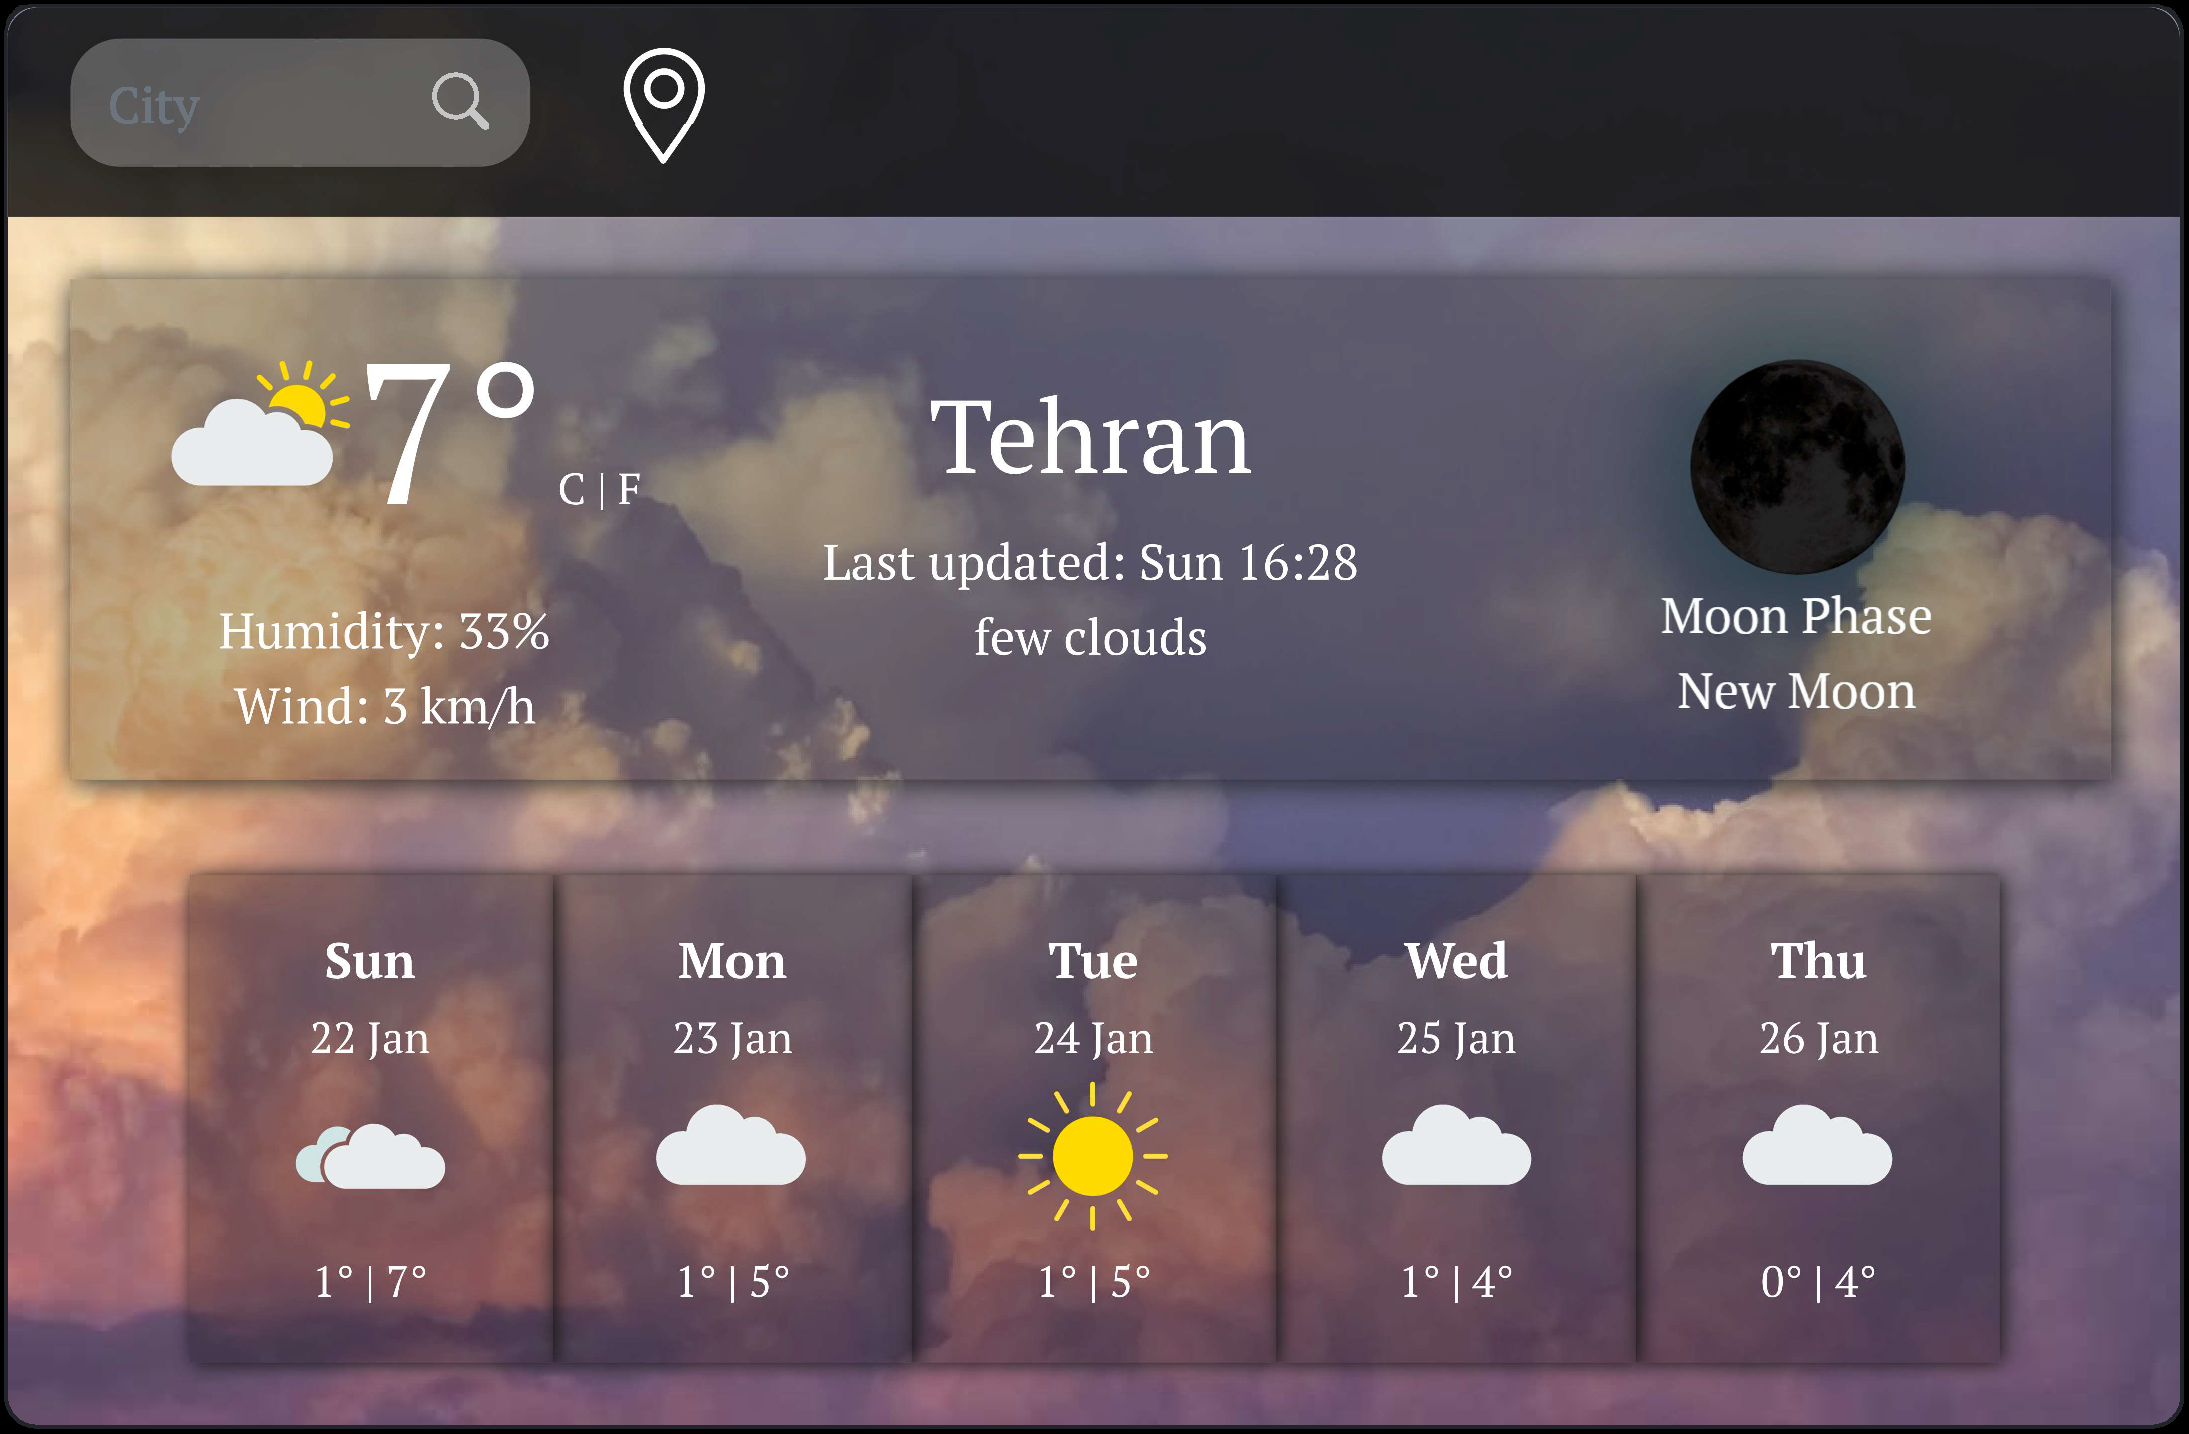 City
7°
C | F
Humidity: 33%
Wind: 3 km/h
Tehran
Last updated: Sun 16:28
few clouds
Moon Phase
New Moon
Sun
22 Jan
1° | 7°
Mon
23 Jan
1° | 5°
Tue
24 Jan
1° | 5°
Wed
25 Jan
1° | 4°
Thu
26 Jan
0° | 4°